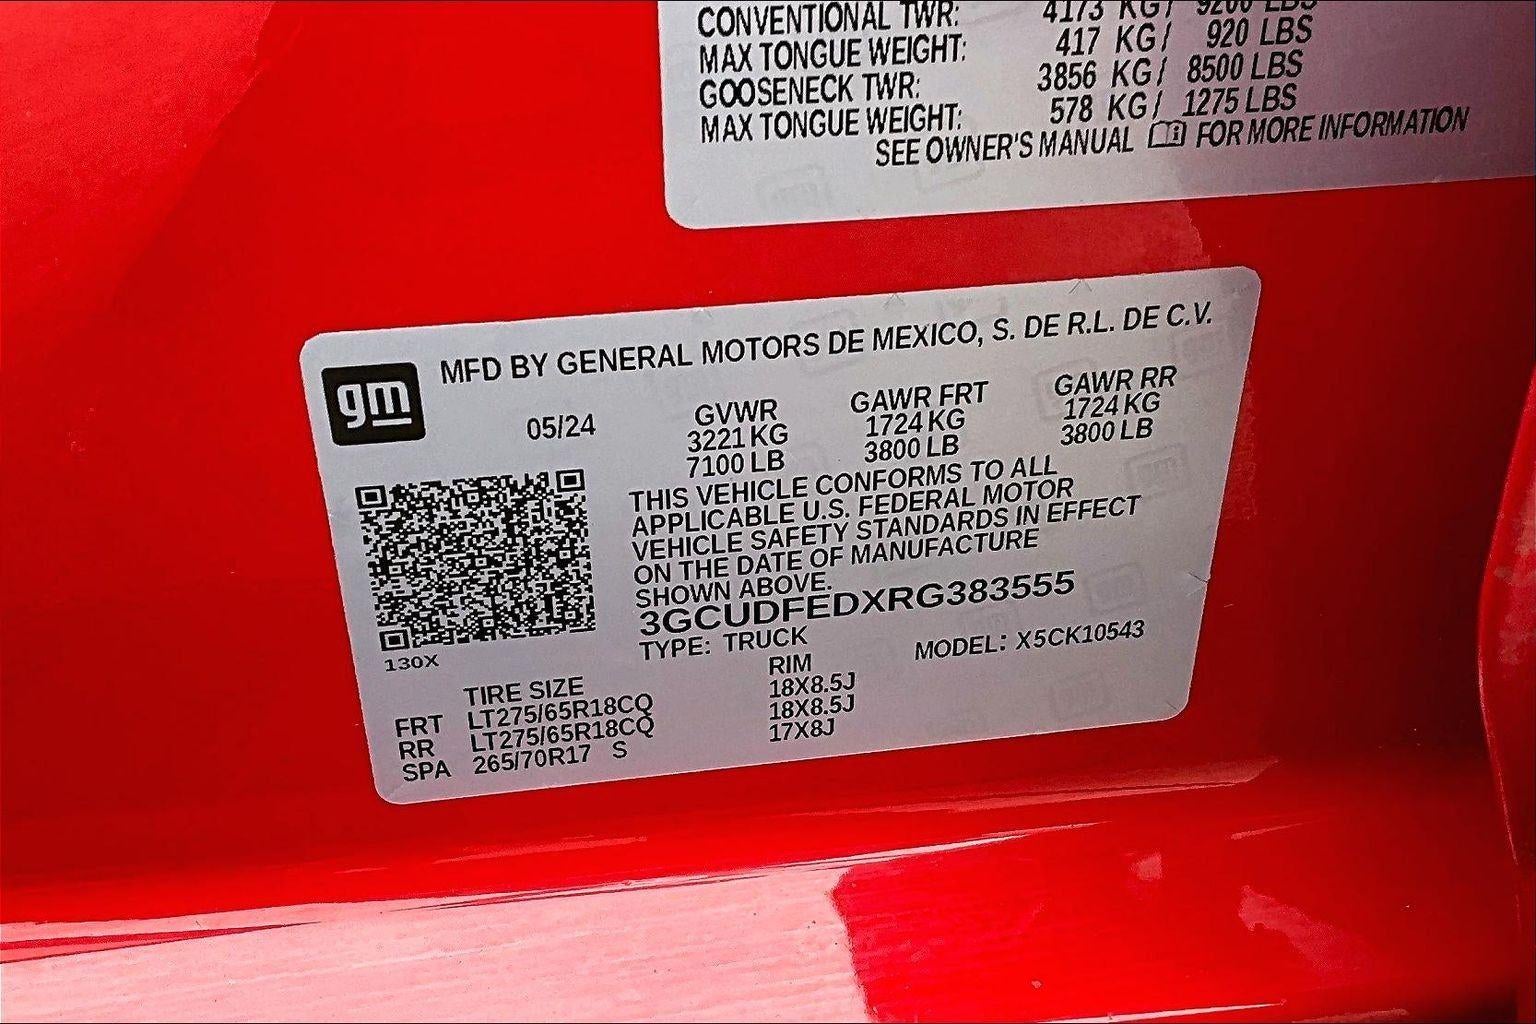 CONVENTIONAL TWR: 4173 KG/ 9200 LBS
MAX TONGUE WEIGHT: 417 KG/ 920 LBS
GOOSENECK TWR: 3856 KG/ 8500 LBS
MAX TONGUE WEIGHT: 578 KG/ 1275 LBS
SEE OWNER'S MANUAL FOR MORE INFORMATION
gm
MFD BY GENERAL MOTORS DE MEXICO, S. DE R.L. DE C.V.
05/24
GVWR GAWR FRT GAWR RR
3221 KG 1724 KG 1724 KG
7100 LB 3800 LB 3800 LB
THIS VEHICLE CONFORMS TO ALL
APPLICABLE U.S. FEDERAL MOTOR
VEHICLE SAFETY STANDARDS IN EFFECT
ON THE DATE OF MANUFACTURE
SHOWN ABOVE.
3GCUDFEDXRG383555
TYPE: TRUCK MODEL: X5CK10543
130X
TIRE SIZE RIM
FRT LT275/65R18CQ 18X8.5J
RR LT275/65R18CQ 18X8.5J
SPA 265/70R17 S 17X8J